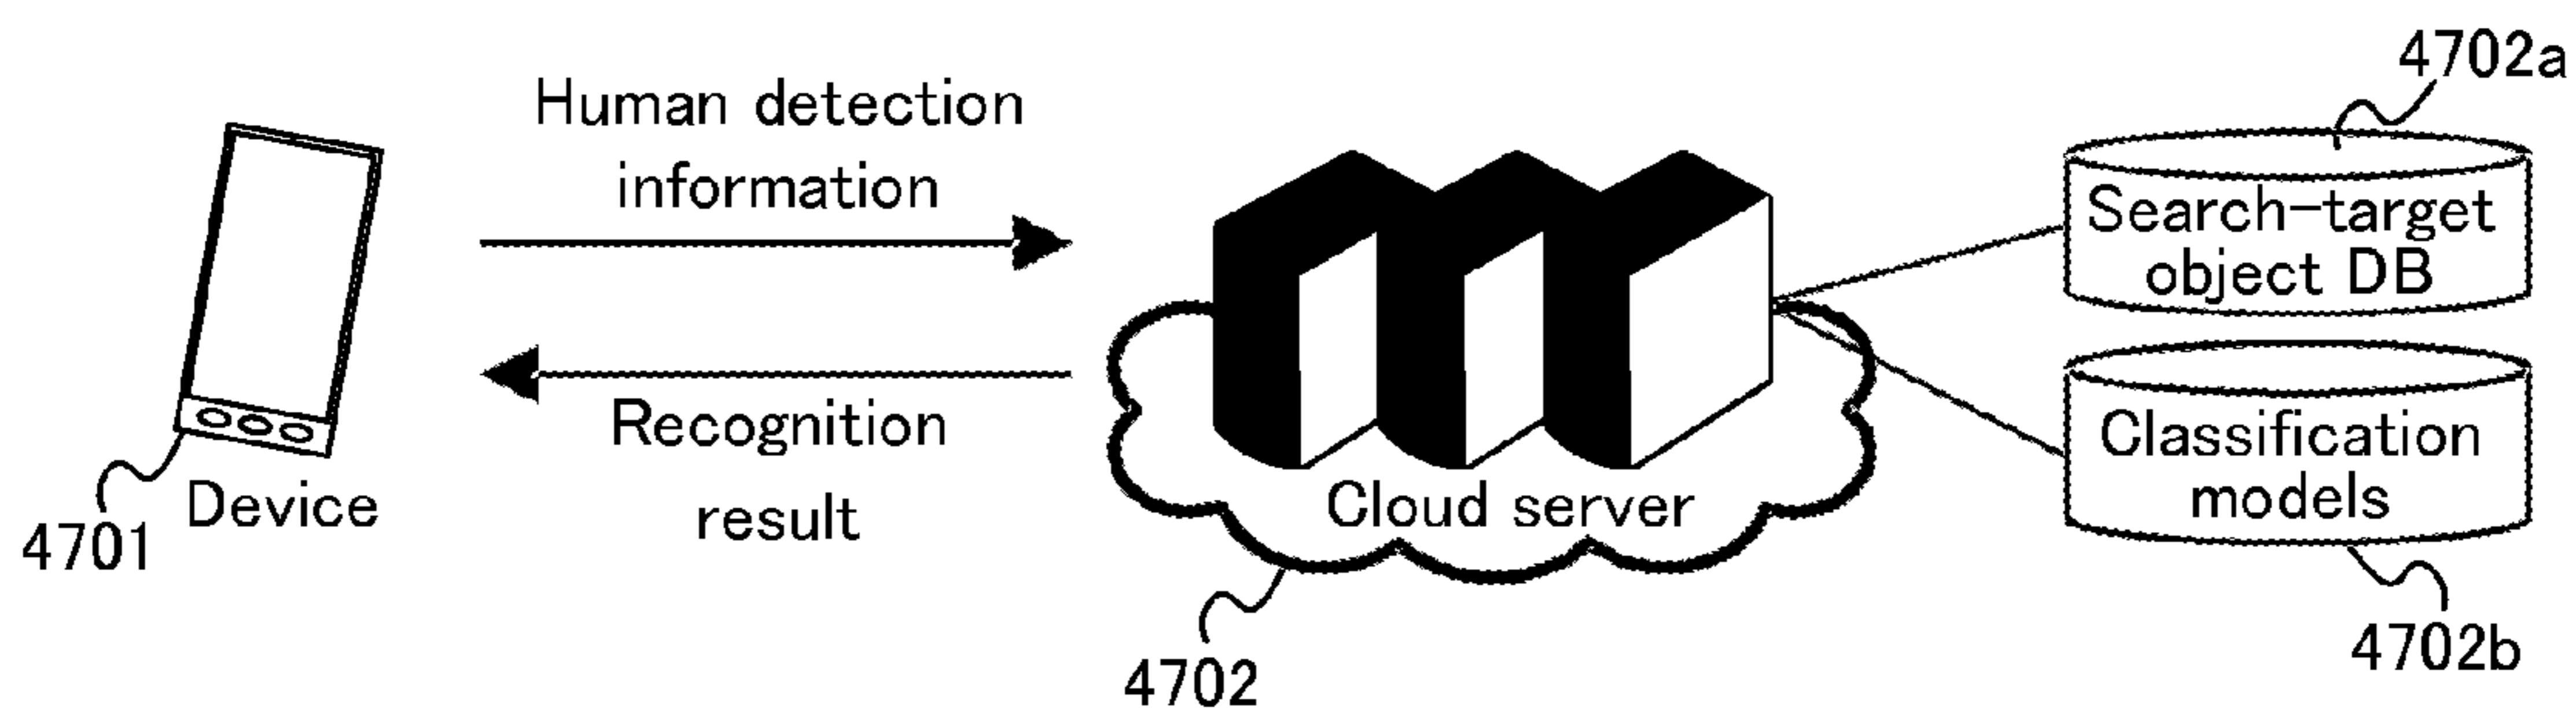 4702a
Human detection
information
Search-target
object DB
Recognition
result
Classification
models
Cloud server
Device
4701
4702
4702b